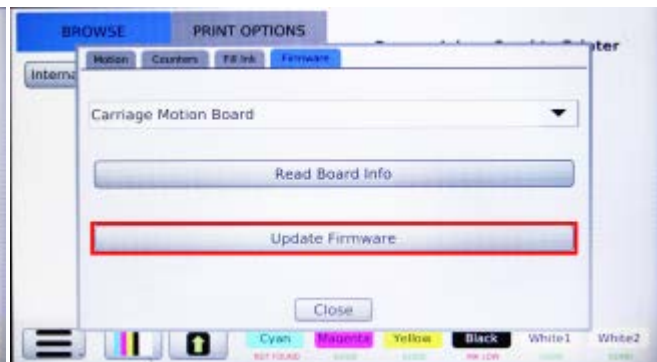 BROWSE PRINT OPTIONS
Motion Counters Fill Ink Firmware
Interna
Carriage Motion Board
Read Board Info
Update Firmware
Close
Cyan Magenta Yellow Black White1 White2
NOT FOUND INK LOW